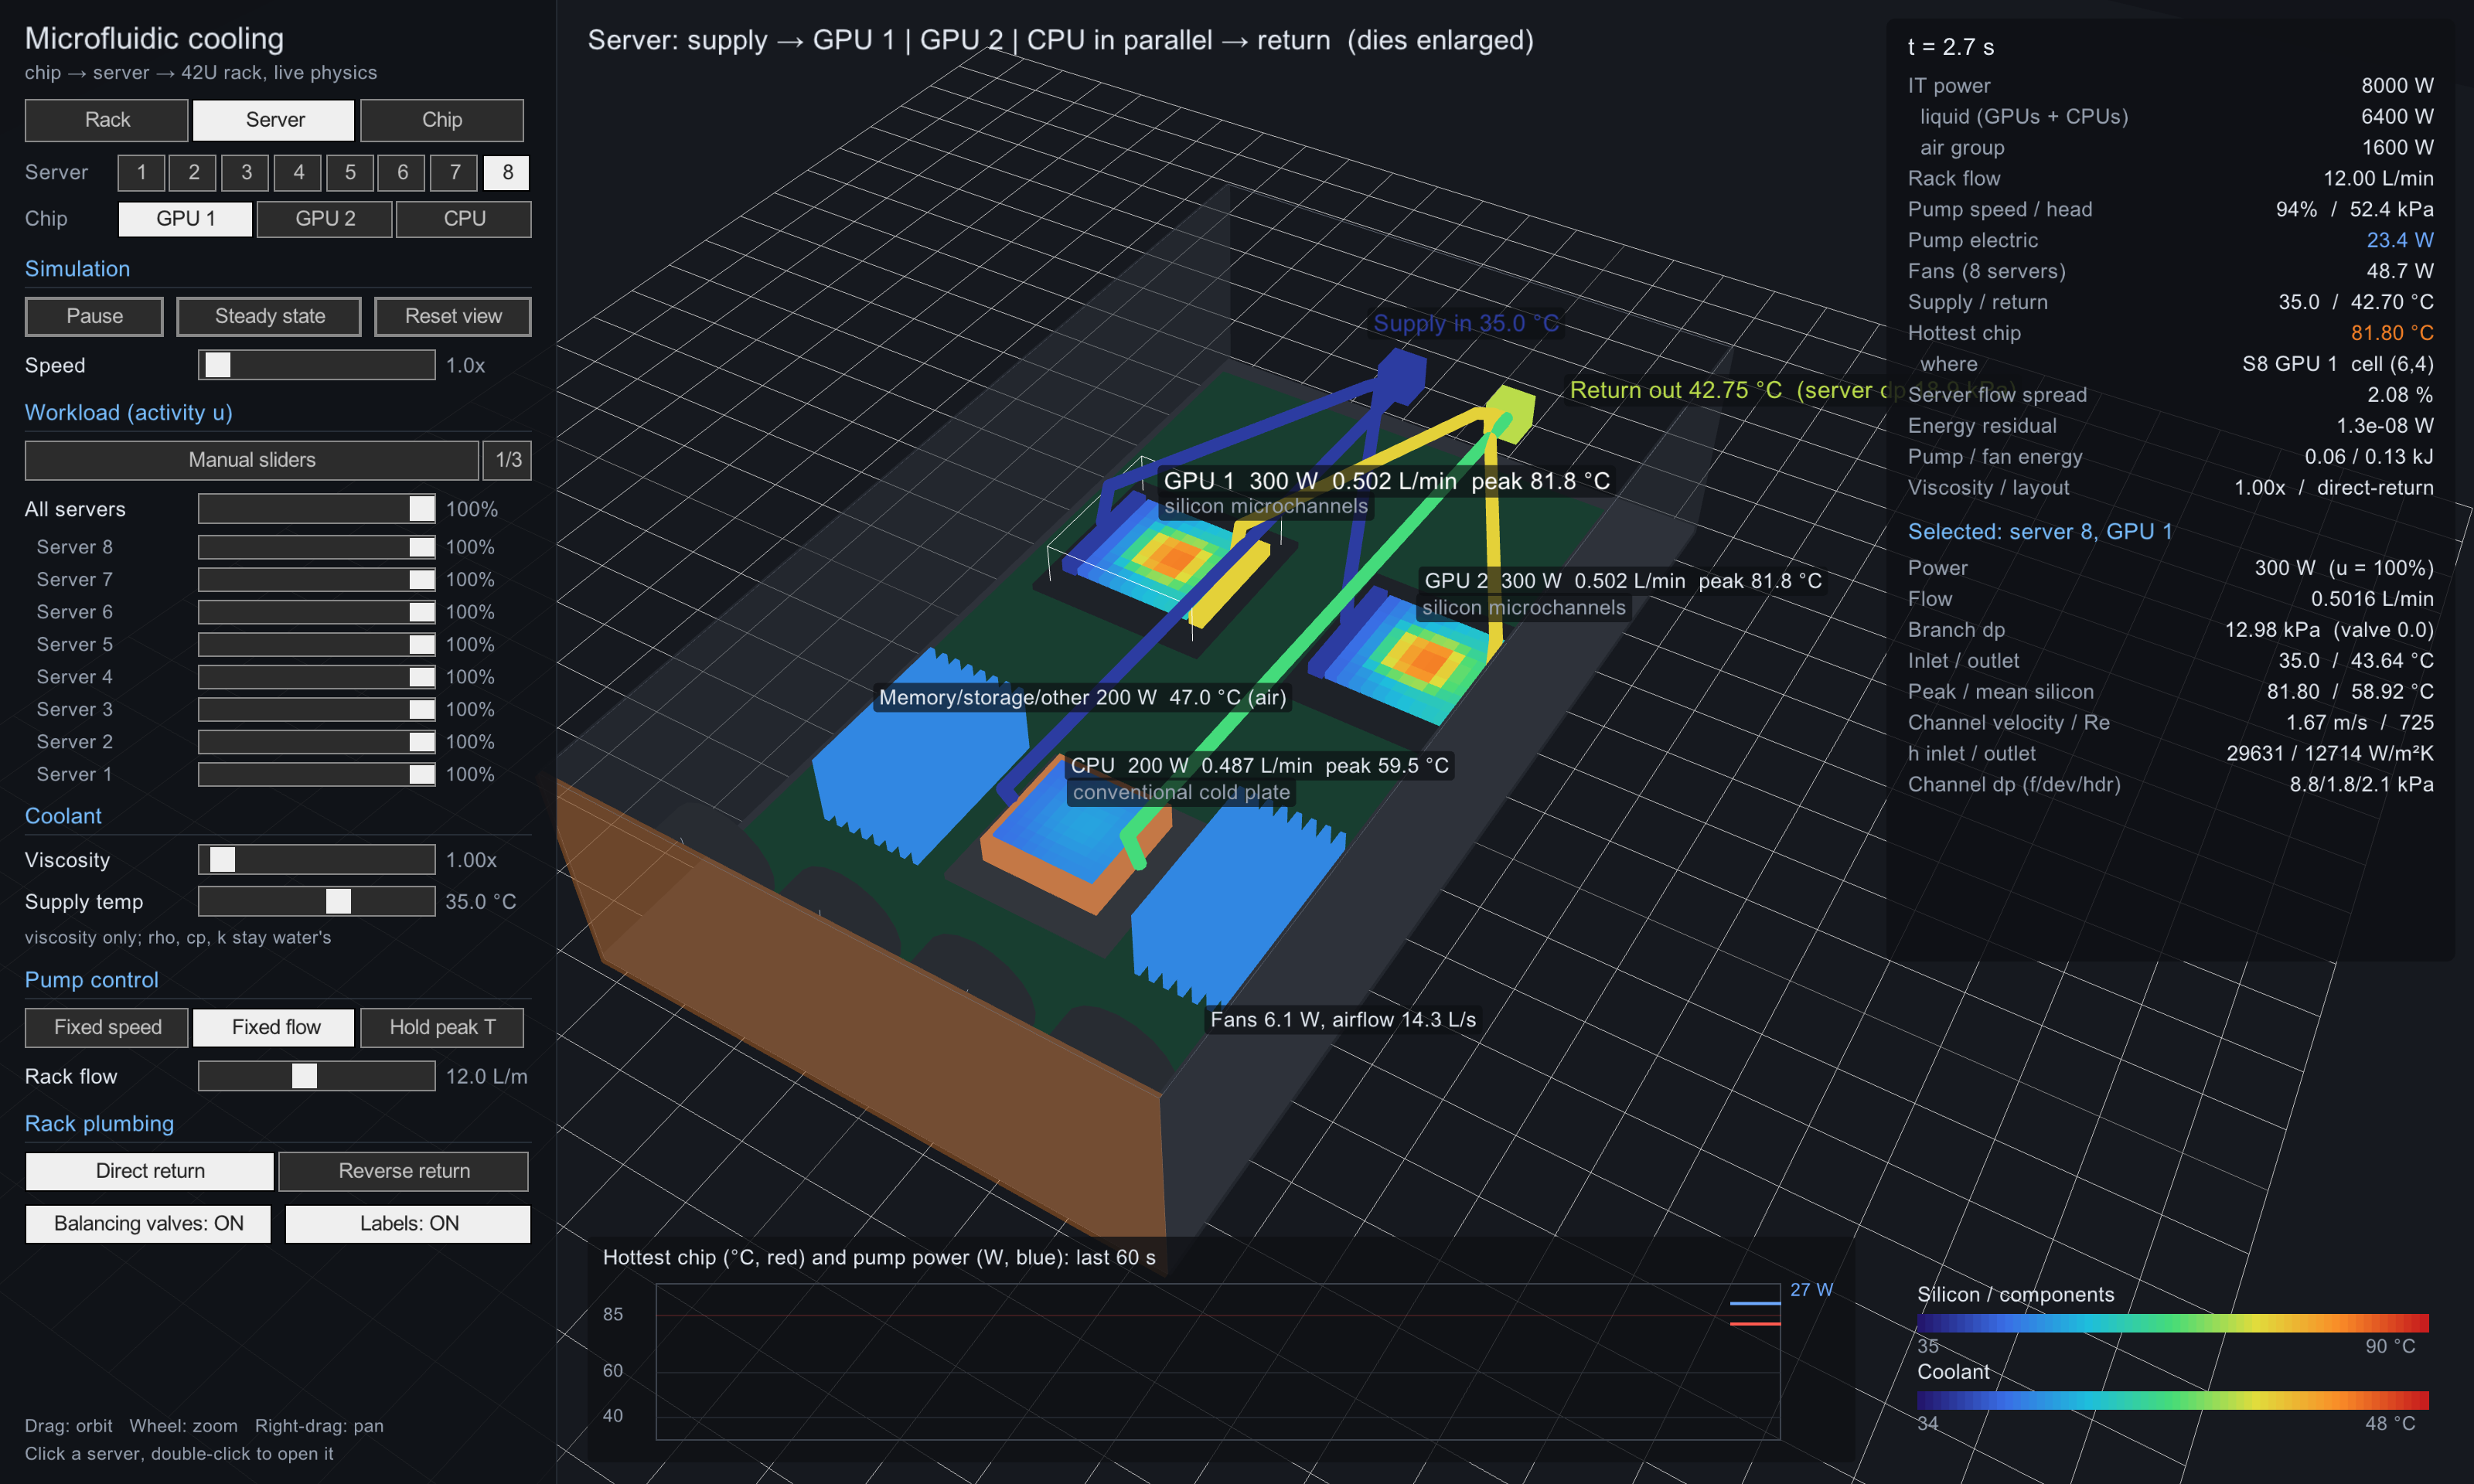 Microfluidic cooling
chip → server → 42U rack, live physics
Rack Server Chip
Server 1 2 3 4 5 6 7 8
Chip GPU 1 GPU 2 CPU
Simulation
Pause Steady state Reset view
Speed 1.0x
Workload (activity u)
Manual sliders 1/3
All servers 100%
Server 8 100%
Server 7 100%
Server 6 100%
Server 5 100%
Server 4 100%
Server 3 100%
Server 2 100%
Server 1 100%
Coolant
Viscosity 1.00x
Supply temp 35.0 °C
viscosity only; rho, cp, k stay water's
Pump control
Fixed speed Fixed flow Hold peak T
Rack flow 12.0 L/m
Rack plumbing
Direct return Reverse return
Balancing valves: ON Labels: ON
Drag: orbit Wheel: zoom Right-drag: pan
Click a server, double-click to open it
Server: supply → GPU 1 | GPU 2 | CPU in parallel → return (dies enlarged)
Supply in 35.0 °C
Return out 42.75 °C (server dp
GPU 1 300 W 0.502 L/min peak 81.8 °C
silicon microchannels
GPU 2 300 W 0.502 L/min peak 81.8 °C
silicon microchannels
Memory/storage/other 200 W 47.0 °C (air)
CPU 200 W 0.487 L/min peak 59.5 °C
conventional cold plate
Fans 6.1 W, airflow 14.3 L/s
Hottest chip (°C, red) and pump power (W, blue): last 60 s
27 W
85
60
40
t = 2.7 s
IT power 8000 W
liquid (GPUs + CPUs) 6400 W
air group 1600 W
Rack flow 12.00 L/min
Pump speed / head 94% / 52.4 kPa
Pump electric 23.4 W
Fans (8 servers) 48.7 W
Supply / return 35.0 / 42.70 °C
Hottest chip 81.80 °C
where S8 GPU 1 cell (6,4)
Server flow spread 2.08 %
Energy residual 1.3e-08 W
Pump / fan energy 0.06 / 0.13 kJ
Viscosity / layout 1.00x / direct-return
Selected: server 8, GPU 1
Power 300 W (u = 100%)
Flow 0.5016 L/min
Branch dp 12.98 kPa (valve 0.0)
Inlet / outlet 35.0 / 43.64 °C
Peak / mean silicon 81.80 / 58.92 °C
Channel velocity / Re 1.67 m/s / 725
h inlet / outlet 29631 / 12714 W/m²K
Channel dp (f/dev/hdr) 8.8/1.8/2.1 kPa
Silicon / components
35 90 °C
Coolant
34 48 °C